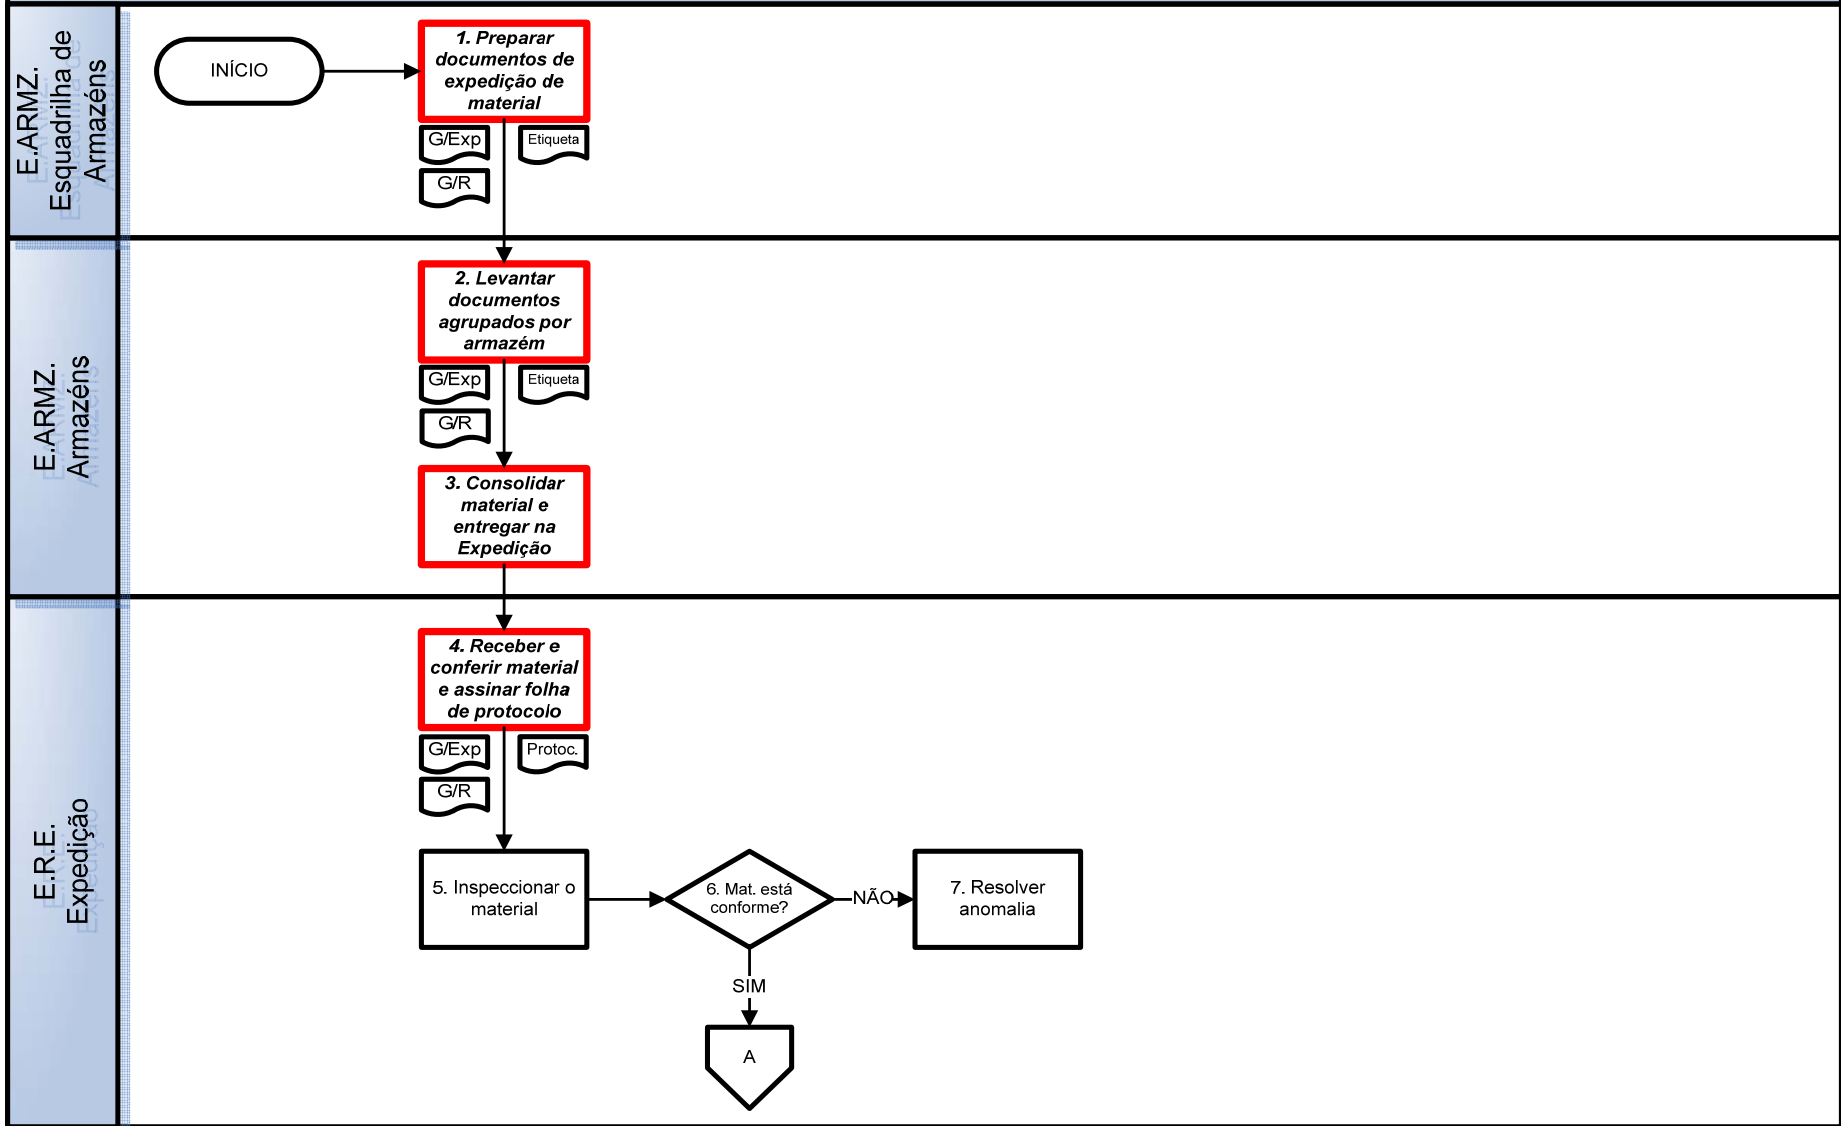 E.ARMZ.
Esquadrilha de
Armazéns
INÍCIO
1. Preparar
documentos de
expedição de
material
G/Exp
Etiqueta
G/R
E.ARMZ.
Armazéns
2. Levantar
documentos
agrupados por
armazém
G/Exp
Etiqueta
G/R
3. Consolidar
material e
entregar na
Expedição
E.R.E.
Expedição
4. Receber e
conferir material
e assinar folha
de protocolo
G/Exp
Protoc.
G/R
5. Inspeccionar o
material
6. Mat. está
conforme?
NÃO
7. Resolver
anomalia
SIM
A